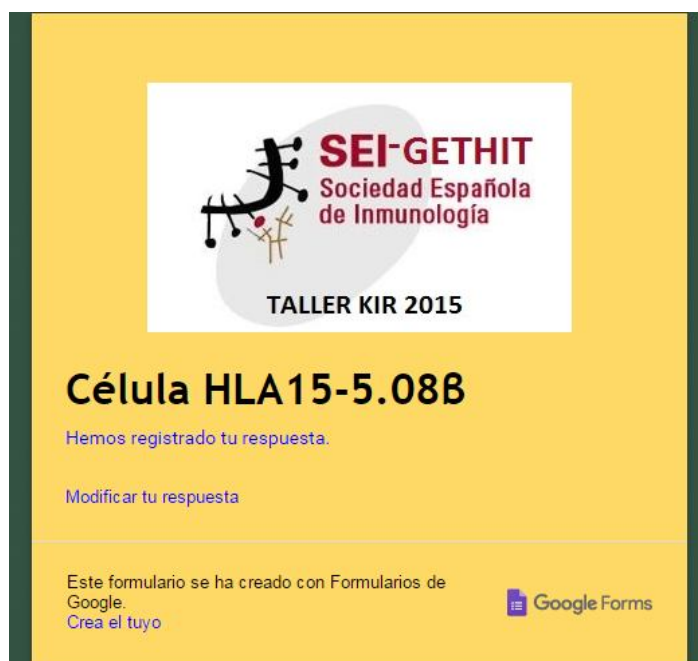 SEI-GETHIT
Sociedad Española
de Inmunología
TALLER KIR 2015
Célula HLA15-5.08β
Hemos registrado tu respuesta.
Modificar tu respuesta
Este formulario se ha creado con Formularios de
Google.
Crea el tuyo
Google Forms